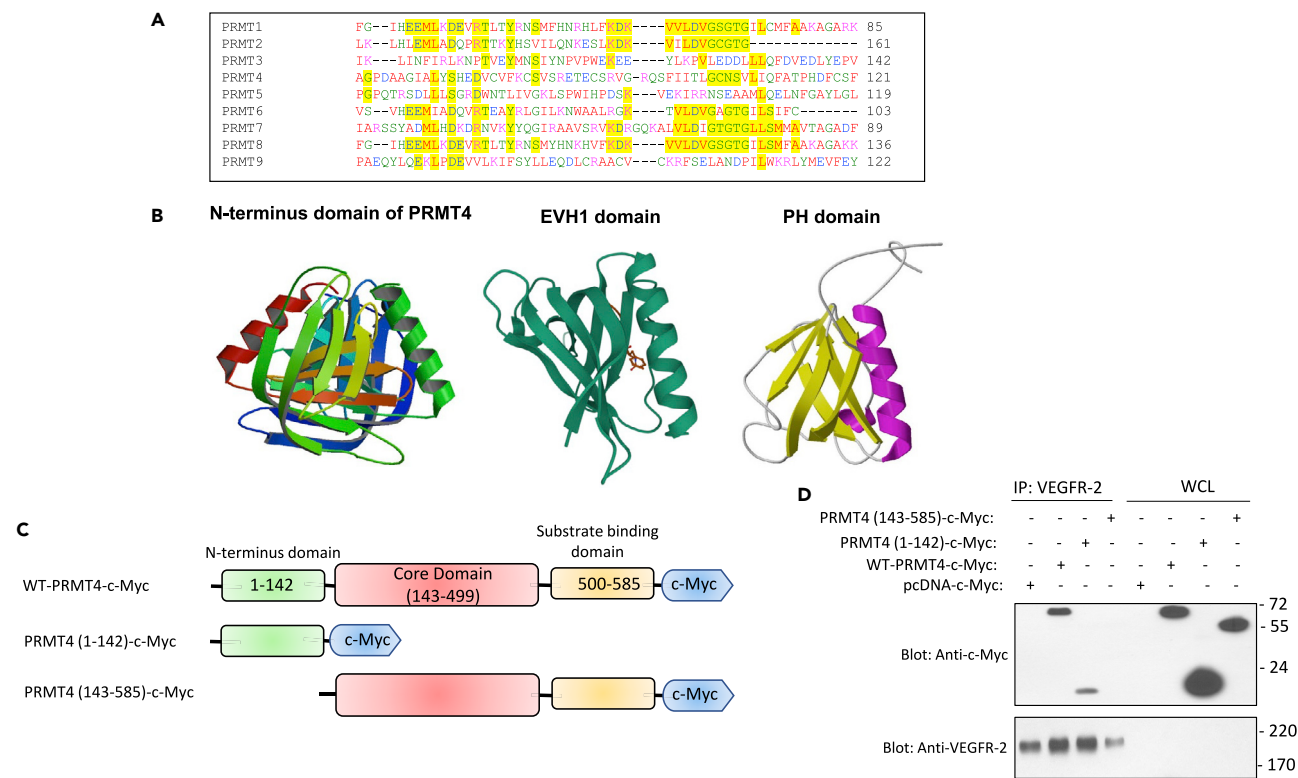 A
PRMT1 FG--IHEEMLKDEVRTLTYRNSMFHNRHLFKDK----VVLDVGSGTGILCMFAAKAGARK 85
PRMT2 LK--LHLEMLADQPRTTKYHSVILQNKESLKDK----VILDVGCGTG------------- 161
PRMT3 IK---LINFIRLKNPTVEYMNSIYNPVPWEKEE----YLKPVLEDDLLLQFDVEDLYEPV 142
PRMT4 AGPDAAGIALYSHEDVCVFKCSVSRETECSRVG-RQSFIITLGCNSVLIQFATPHDFCSF 121
PRMT5 PGPQTRSDLLLSGRDWNTLIVGKLSPWIHPDSK----VEKIRRNSEAAMLQELNFGAYLGL 119
PRMT6 VS--VHEEMIADQVRTEAYRLGILKNWAALRGK-----TVLDVGAGTGILSIFC------- 103
PRMT7 IARSSYADMLHDKDRNVKYYQGIRAAVSRVKDRGQKALVLDIGTGTGLLSMMAVTAGADF 89
PRMT8 FG--IHEEMLKDEVRTLTYRNSMYHNKHVFKDK----VVLDVGSGTGILSMFAAKAGAKK 136
PRMT9 PAEQYLQEKLPDEVVLKIFSYLLEQDLCRAACV----CKRFSELANDPILWKRLYMEVFEY 122
B
N-terminus domain of PRMT4 EVH1 domain PH domain
C
N-terminus domain Substrate binding
domain
WT-PRMT4-c-Myc 1-142 Core Domain
(143-499) 500-585 c-Myc
PRMT4 (1-142)-c-Myc c-Myc
PRMT4 (143-585)-c-Myc c-Myc
D
IP: VEGFR-2 WCL
PRMT4 (143-585)-c-Myc: - - - + - - - +
PRMT4 (1-142)-c-Myc: - - + - - - + -
WT-PRMT4-c-Myc: - + - - - + - -
pcDNA-c-Myc: + - - - + - - -
- 72
- 55
Blot: Anti-c-Myc
- 24
- 220
Blot: Anti-VEGFR-2
- 170